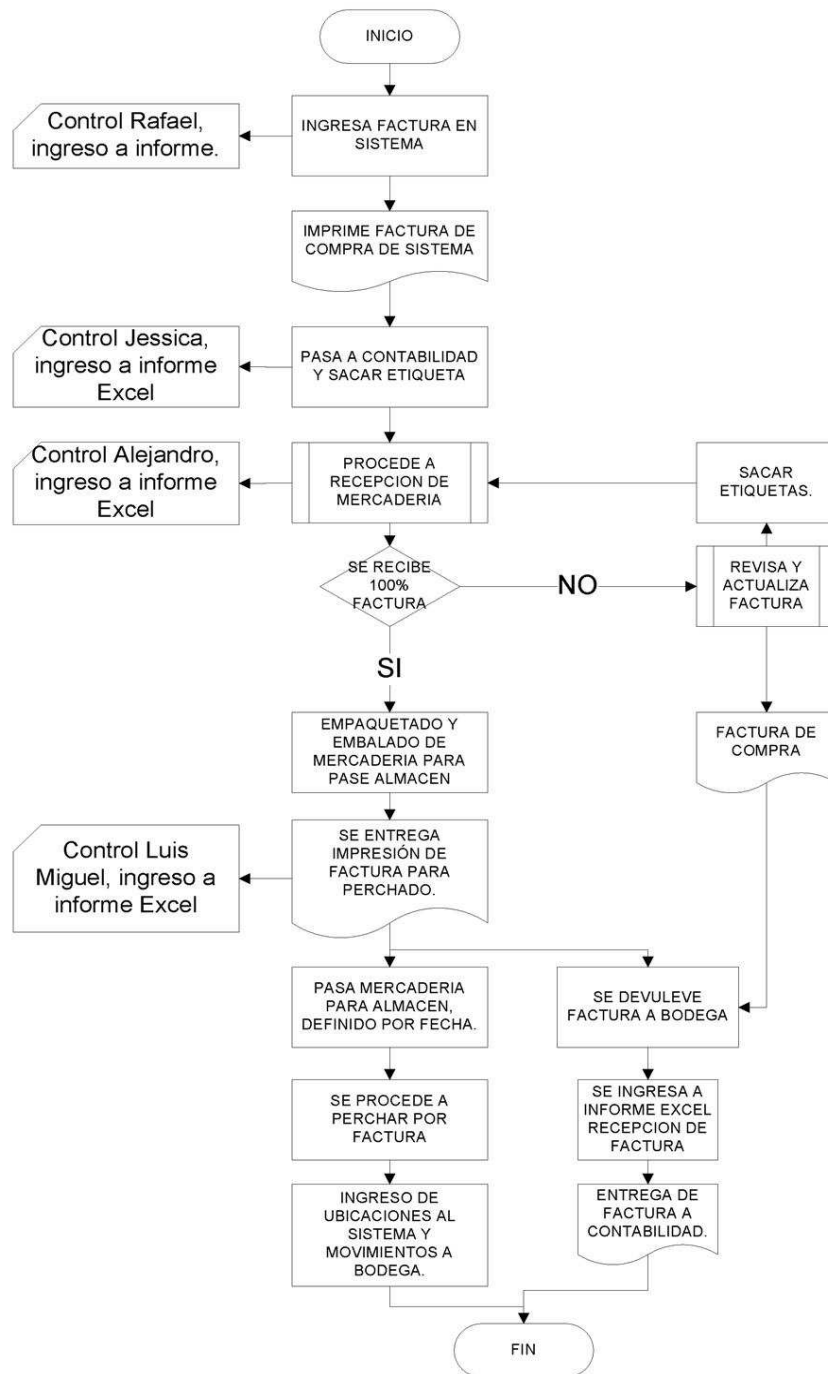 INICIO
Control Rafael,
ingreso a informe.
INGRESA FACTURA EN
SISTEMA
IMPRIME FACTURA DE
COMPRA DE SISTEMA
Control Jessica,
ingreso a informe
Excel
PASA A CONTABILIDAD
Y SACAR ETIQUETA
Control Alejandro,
ingreso a informe
Excel
PROCEDE A
RECEPCION DE
MERCADERIA
SACAR
ETIQUETAS.
SE RECIBE
100%
FACTURA
NO
REVISA Y
ACTUALIZA
FACTURA
SI
EMPAQUETADO Y
EMBALADO DE
MERCADERIA PARA
PASE ALMACEN
FACTURA DE
COMPRA
Control Luis
Miguel, ingreso a
informe Excel
SE ENTREGA
IMPRESIÓN DE
FACTURA PARA
PERCHADO.
PASA MERCADERIA
PARA ALMACEN,
DEFINIDO POR FECHA.
SE DEVULEVE
FACTURA A BODEGA
SE PROCEDE A
PERCHAR POR
FACTURA
SE INGRESA A
INFORME EXCEL
RECEPCION DE
FACTURA
INGRESO DE
UBICACIONES AL
SISTEMA Y
MOVIMIENTOS A
BODEGA.
ENTREGA DE
FACTURA A
CONTABILIDAD.
FIN